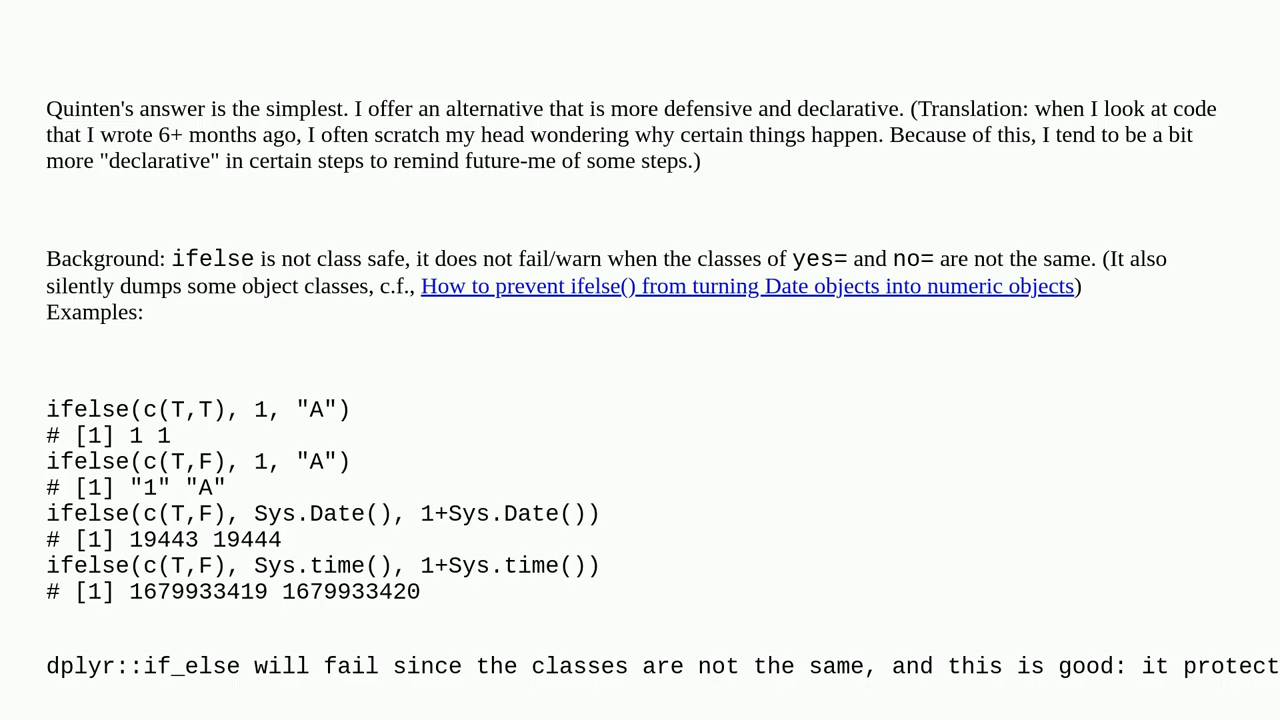 Quinten's answer is the simplest. I offer an alternative that is more defensive and declarative. (Translation: when I look at code
that I wrote 6+ months ago, I often scratch my head wondering why certain things happen. Because of this, I tend to be a bit
more "declarative" in certain steps to remind future-me of some steps.)
Background: ifelse is not class safe, it does not fail/warn when the classes of yes= and no= are not the same. (It also
silently dumps some object classes, c.f., How to prevent ifelse() from turning Date objects into numeric objects)
Examples:
ifelse(c(T,T), 1, "A")
# [1] 1 1
ifelse(c(T,F), 1, "A")
# [1] "1" "A"
ifelse(c(T,F), Sys.Date(), 1+Sys.Date())
# [1] 19443 19444
ifelse(c(T,F), Sys.time(), 1+Sys.time())
# [1] 1679933419 1679933420
dplyr::if_else will fail since the classes are not the same, and this is good: it protect